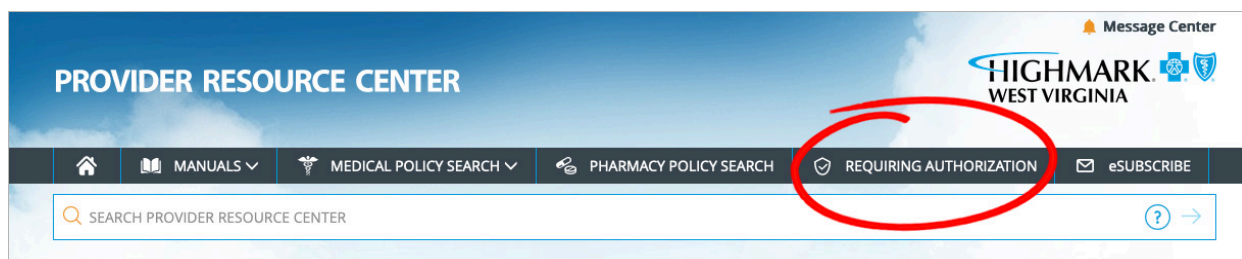 Message Center
PROVIDER RESOURCE CENTER
HIGHMARK
WEST VIRGINIA
MANUALS MEDICAL POLICY SEARCH PHARMACY POLICY SEARCH REQUIRING AUTHORIZATION eSUBSCRIBE
SEARCH PROVIDER RESOURCE CENTER ?